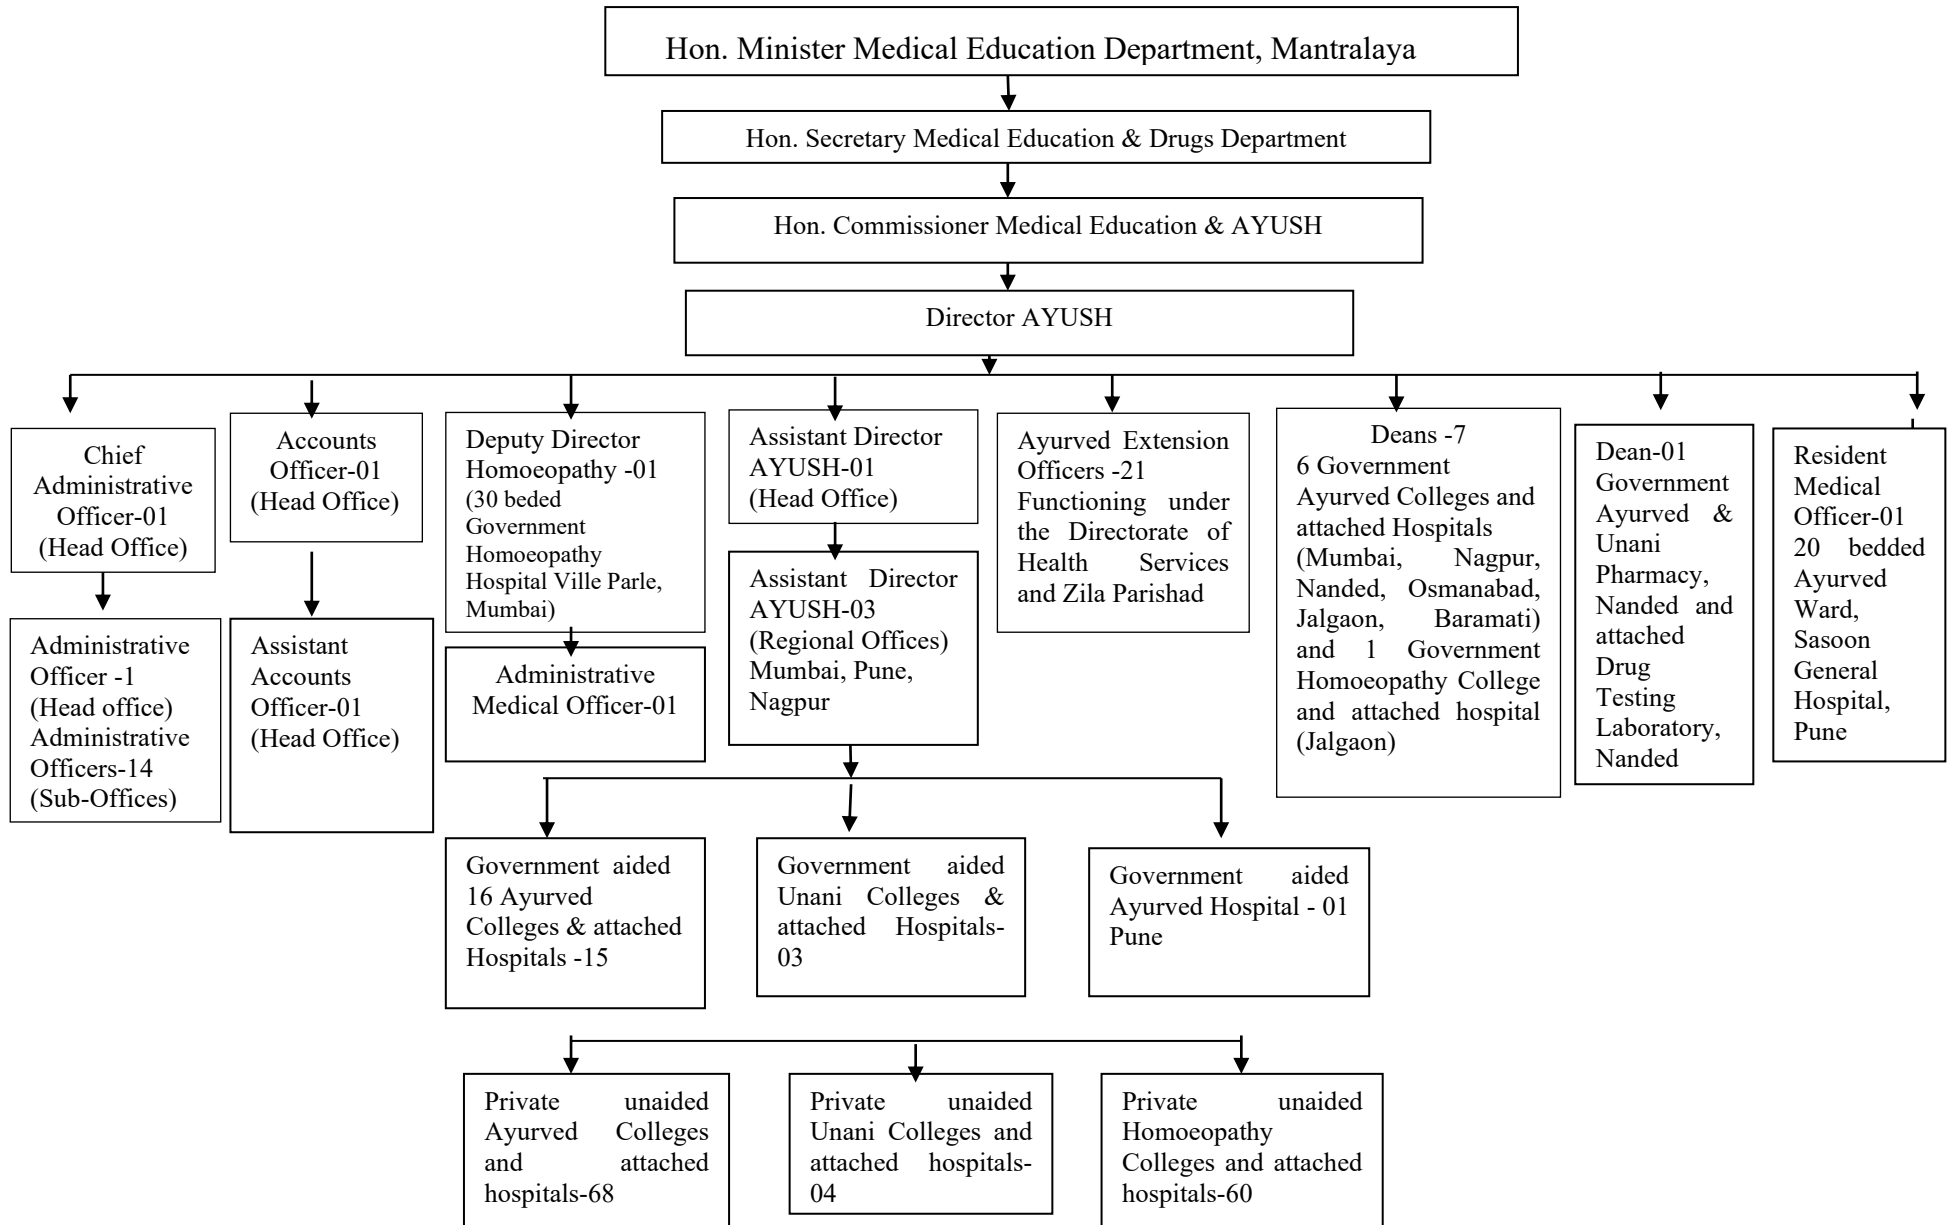 Hon. Minister Medical Education Department, Mantralaya
Hon. Secretary Medical Education & Drugs Department
Hon. Commissioner Medical Education & AYUSH
Director AYUSH
Chief
Administrative
Officer-01
(Head Office)
Accounts
Officer-01
(Head Office)
Deputy Director
Homoeopathy -01
(30 beded
Government
Homoeopathy
Hospital Ville Parle,
Mumbai)
Assistant Director
AYUSH-01
(Head Office)
Ayurved Extension
Officers -21
Functioning under
the Directorate of
Health Services
and Zila Parishad
Deans -7
6 Government
Ayurved Colleges and
attached Hospitals
(Mumbai, Nagpur,
Nanded, Osmanabad,
Jalgaon, Baramati)
and 1 Government
Homoeopathy College
and attached hospital
(Jalgaon)
Dean-01
Government
Ayurved &
Unani
Pharmacy,
Nanded and
attached
Drug
Testing
Laboratory,
Nanded
Resident
Medical
Officer-01
20 bedded
Ayurved
Ward,
Sasoon
General
Hospital,
Pune
Administrative
Officer -1
(Head office)
Administrative
Officers-14
(Sub-Offices)
Assistant
Accounts
Officer-01
(Head Office)
Administrative
Medical Officer-01
Assistant Director
AYUSH-03
(Regional Offices)
Mumbai, Pune,
Nagpur
Government aided
16 Ayurved
Colleges & attached
Hospitals -15
Government aided
Unani Colleges &
attached Hospitals-
03
Government aided
Ayurved Hospital - 01
Pune
Private unaided
Ayurved Colleges
and attached
hospitals-68
Private unaided
Unani Colleges and
attached hospitals-
04
Private unaided
Homoeopathy
Colleges and attached
hospitals-60